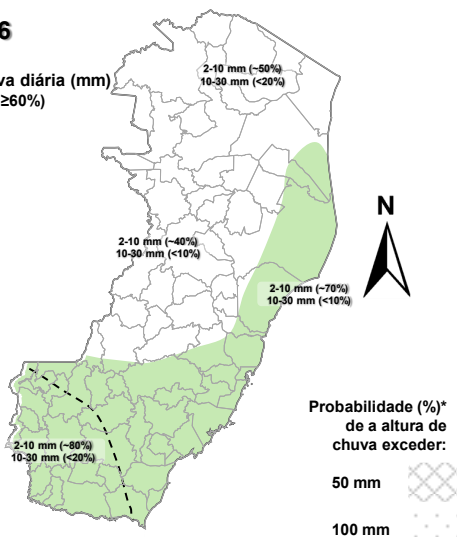 6
va diária (mm)
≥60%)
2-10 mm (~50%)
10-30 mm (<20%)
N
2-10 mm (~40%)
10-30 mm (<10%)
2-10 mm (~70%)
10-30 mm (<10%)
Probabilidade (%)*
de a altura de
chuva exceder:
2-10 mm (~80%)
10-30 mm (<20%)
50 mm
100 mm